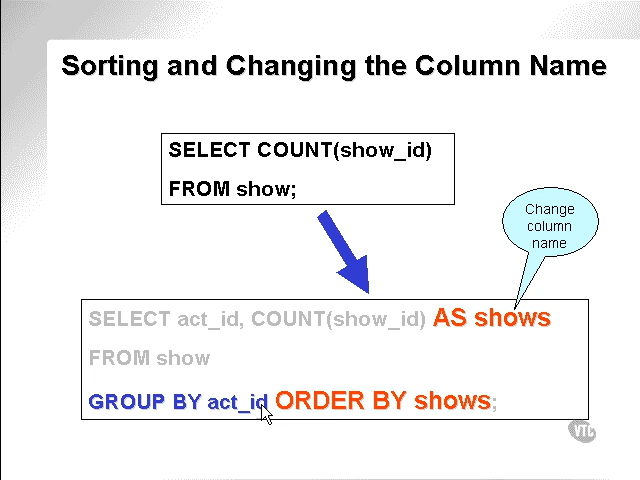 Sorting and Changing the Column Name
SELECT COUNT(show_id)
FROM show;
Change
column
name
SELECT act_id, COUNT(show_id) AS shows
FROM show
GROUP BY act_id ORDER BY shows;
VTC